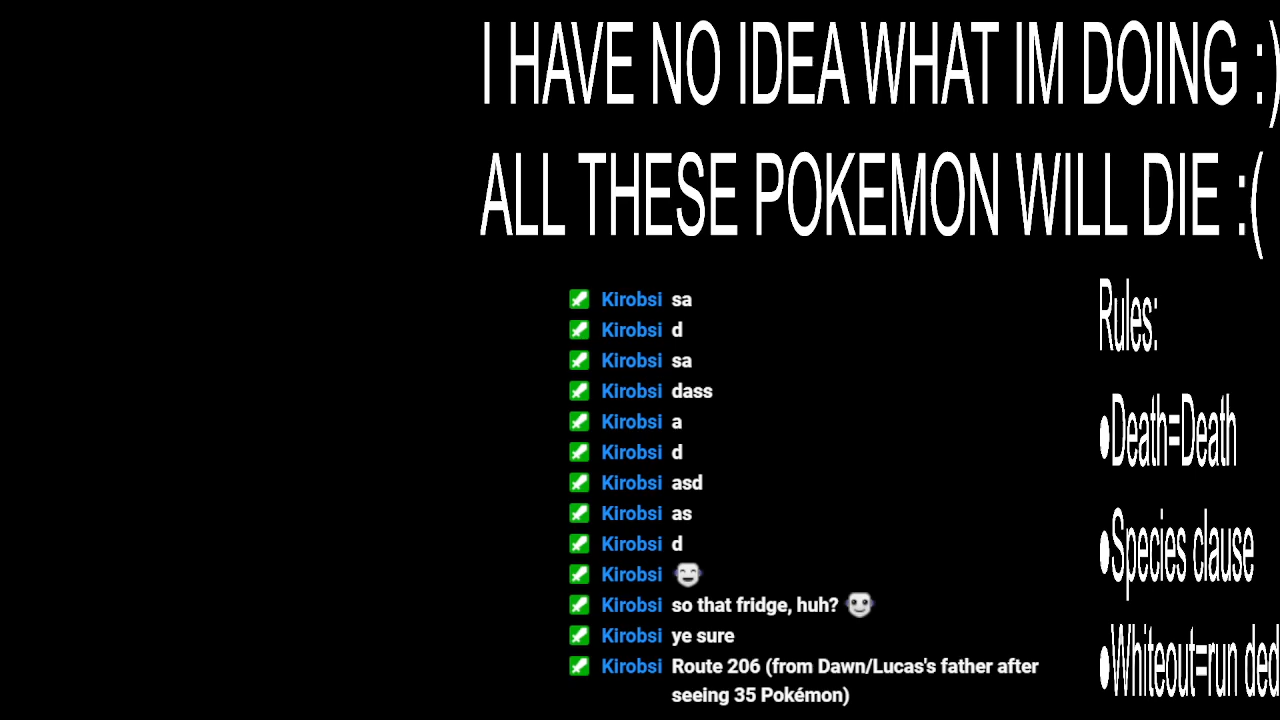 I HAVE NO IDEA WHAT IM DOING :)
ALL THESE POKEMON WILL DIE :(
Kirobsi sa
Kirobsi d
Kirobsi sa
Kirobsi dass
Kirobsi a
Kirobsi d
Kirobsi asd
Kirobsi as
Kirobsi d
Kirobsi
Kirobsi so that fridge, huh?
Kirobsi ye sure
Kirobsi Route 206 (from Dawn/Lucas's father after
seeing 35 Pokémon)
Rules:
•Death=Death
•Species clause
•Whiteout=run ded